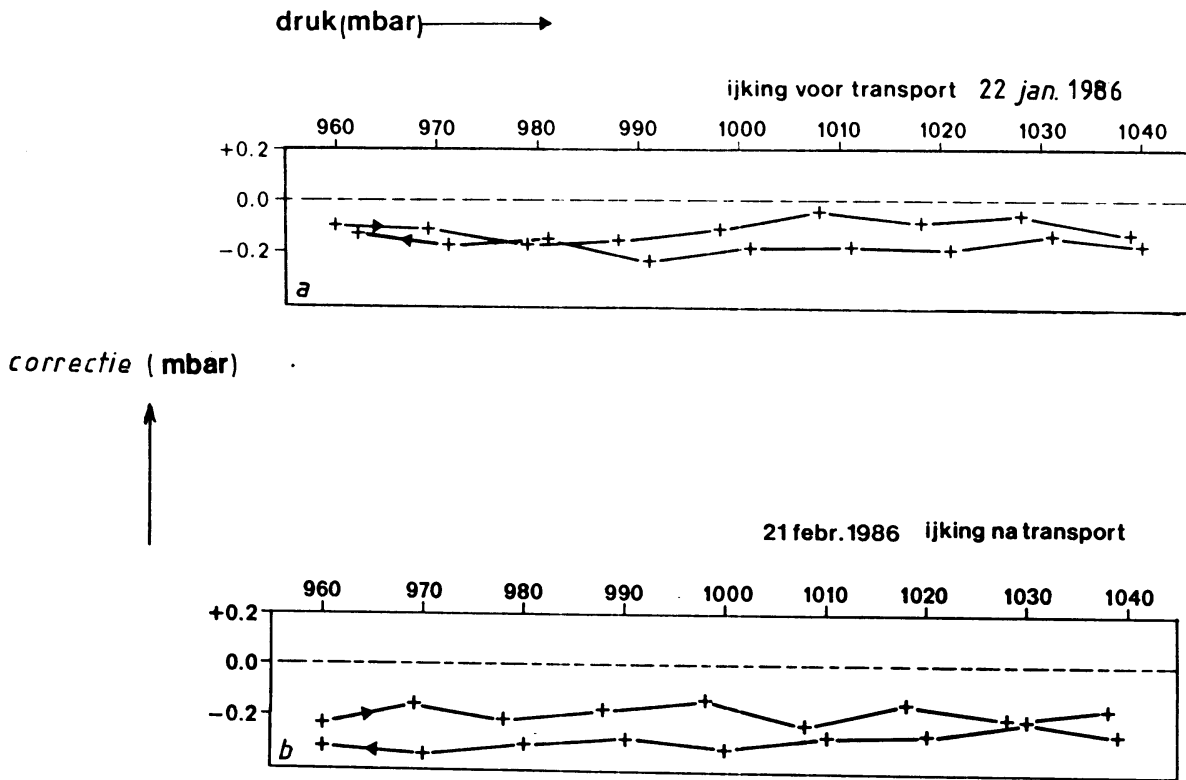 druk(mbar)
ijking voor transport 22 jan. 1986
960 970 980 990 1000 1010 1020 1030 1040
+0.2
0.0
-0.2
a
correctie (mbar)
21 febr. 1986 ijking na transport
960 970 980 990 1000 1010 1020 1030 1040
+0.2
0.0
-0.2
b